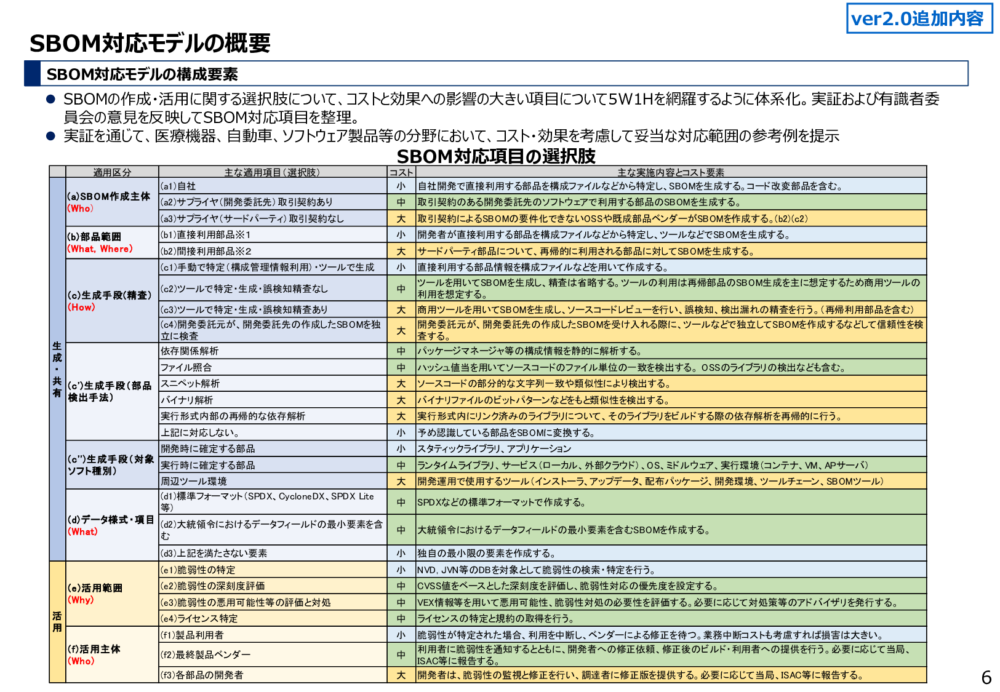 ver2.0追加内容
SBOM対応モデルの概要
SBOM対応モデルの構成要素
● SBOMの作成・活用に関する選択肢について、コストと効果への影響の大きい項目について5W1Hを網羅するように体系化。実証および有識者委
員会の意見を反映してSBOM対応項目を整理。
● 実証を通じて、医療機器、自動車、ソフトウェア製品等の分野において、コスト・効果を考慮して妥当な対応範囲の参考例を提示
SBOM対応項目の選択肢
適用区分 主な適用項目（選択肢） コスト 主な実施内容とコスト要素
生成・共有
(a)SBOM作成主体
(Who)
(a1)自社 小 自社開発で直接利用する部品を構成ファイルなどから特定し、SBOMを生成する。コード改変部品を含む。
(a2)サプライヤ（開発委託先）取引契約あり 中 取引契約のある開発委託先のソフトウェアで利用する部品のSBOMを生成する。
(a3)サプライヤ（サードパーティ）取引契約なし 大 取引契約によるSBOMの要件化できないOSSや既成部品ベンダーがSBOMを作成する。(b2)(c2)
(b)部品範囲
(What, Where)
(b1)直接利用部品※1 小 開発者が直接利用する部品を構成ファイルなどから特定し、ツールなどでSBOMを生成する。
(b2)間接利用部品※2 大 サードパーティ部品について、再帰的に利用される部品に対してSBOMを生成する。
(c)生成手段(精査)
(How)
(c1)手動で特定（構成管理情報利用）・ツールで生成 小 直接利用する部品情報を構成ファイルなどを用いて作成する。
(c2)ツールで特定・生成・誤検知精査なし 中 ツールを用いてSBOMを生成し、精査は省略する。ツールの利用は再帰部品のSBOM生成を主に想定するため商用ツールの
利用を想定する。
(c3)ツールで特定・生成・誤検知精査あり 大 商用ツールを用いてSBOMを生成し、ソースコードレビューを行い、誤検知、検出漏れの精査を行う。（再帰利用部品を含む）
(c4)開発委託元が、開発委託先の作成したSBOMを独
立に検査 大 開発委託元が、開発委託先の作成したSBOMを受け入れる際に、ツールなどで独立してSBOMを作成するなどして信頼性を検
査する。
(c')生成手段（部品
検出手法）
依存関係解析 中 パッケージマネージャ等の構成情報を静的に解析する。
ファイル照合 中 ハッシュ値当を用いてソースコードのファイル単位の一致を検出する。OSSのライブラリの検出なども含む。
スニペット解析 大 ソースコードの部分的な文字列一致や類似性により検出する。
バイナリ解析 大 バイナリファイルのビットパターンなどをもと類似性を検出する。
実行形式内部の再帰的な依存解析 大 実行形式内にリンク済みのライブラリについて、そのライブラリをビルドする際の依存解析を再帰的に行う。
上記に対応しない。 小 予め認識している部品をSBOMに変換する。
(c'')生成手段（対象
ソフト種別）
開発時に確定する部品 小 スタティックライブラリ、アプリケーション
実行時に確定する部品 中 ランタイムライブラリ、サービス（ローカル、外部クラウド）、OS、ミドルウェア、実行環境（コンテナ、VM、APサーバ）
周辺ツール環境 大 開発運用で使用するツール（インストーラ、アップデータ、配布パッケージ、開発環境、ツールチェーン、SBOMツール）
(d)データ様式・項目
(What)
(d1)標準フォーマット（SPDX、CycloneDX、SPDX Lite
等） 中 SPDXなどの標準フォーマットで作成する。
(d2)大統領令におけるデータフィールドの最小要素を含
む 中 大統領令におけるデータフィールドの最小要素を含むSBOMを作成する。
(d3)上記を満たさない要素 小 独自の最小限の要素を作成する。
活用
(e)活用範囲
(Why)
(e1)脆弱性の特定 小 NVD, JVN等のDBを対象として脆弱性の検索・特定を行う。
(e2)脆弱性の深刻度評価 中 CVSS値をベースとした深刻度を評価し、脆弱性対応の優先度を設定する。
(e3)脆弱性の悪用可能性等の評価と対処 中 VEX情報等を用いて悪用可能性、脆弱性対処の必要性を評価する。必要に応じて対処策等のアドバイザリを発行する。
(e4)ライセンス特定 中 ライセンスの特定と規約の取得を行う。
(f)活用主体
(Who)
(f1)製品利用者 小 脆弱性が特定された場合、利用を中断し、ベンダーによる修正を待つ。業務中断コストも考慮すれば損害は大きい。
(f2)最終製品ベンダー 中 利用者に脆弱性を通知するとともに、開発者への修正依頼、修正後のビルド・利用者への提供を行う。必要に応じて当局、
ISAC等に報告する。
(f3)各部品の開発者 大 開発者は、脆弱性の監視と修正を行い、調達者に修正版を提供する。必要に応じて当局、ISAC等に報告する。
6